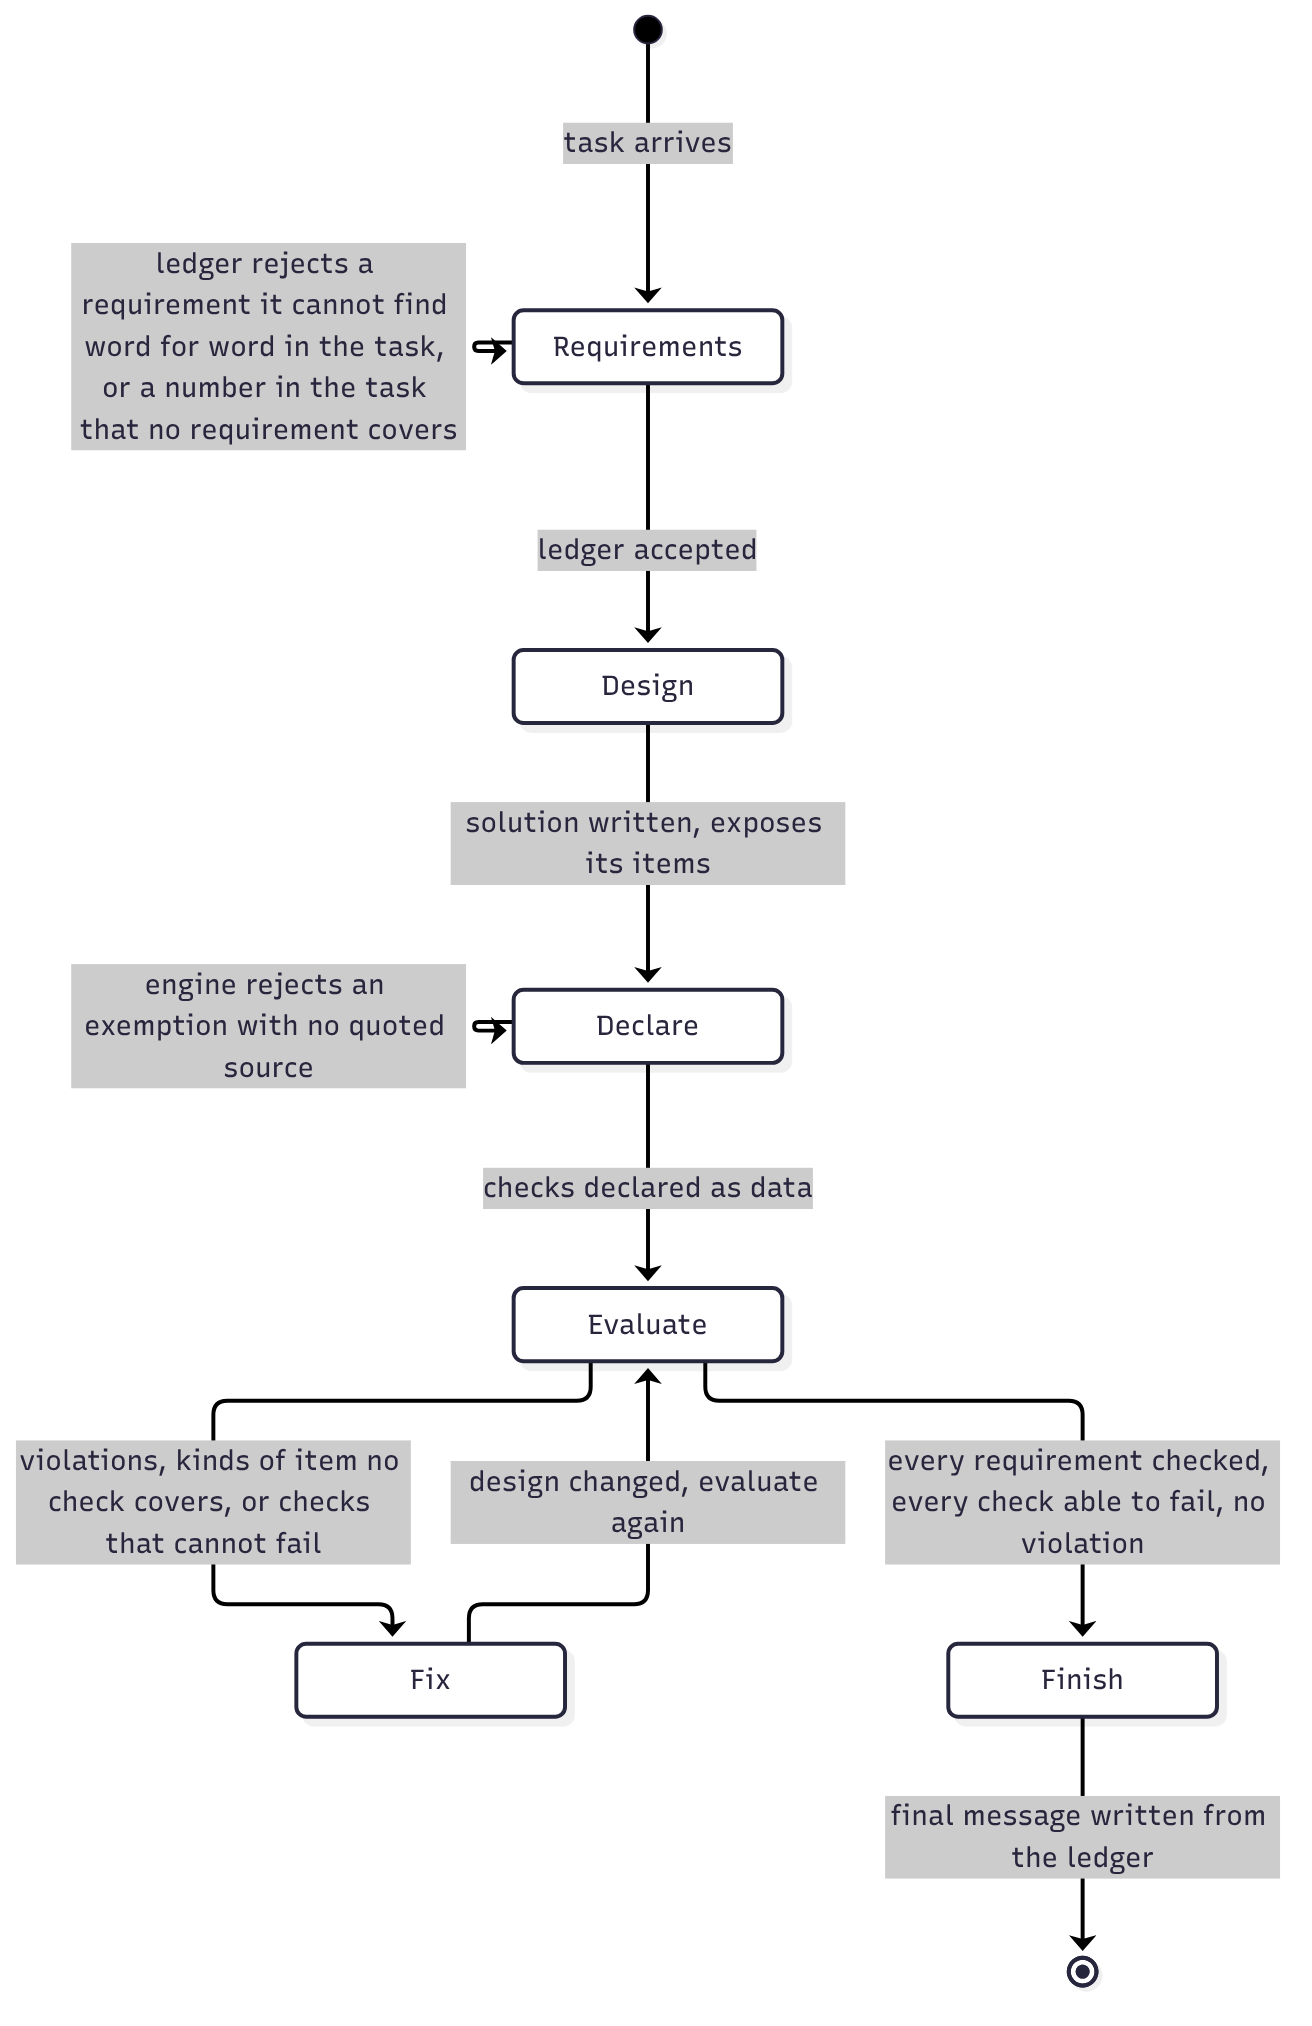 task arrives
ledger rejects a
requirement it cannot find
word for word in the task,
or a number in the task
that no requirement covers
Requirements
ledger accepted
Design
solution written, exposes
its items
engine rejects an
exemption with no quoted
source
Declare
checks declared as data
Evaluate
violations, kinds of item no
check covers, or checks
that cannot fail
design changed, evaluate
again
every requirement checked,
every check able to fail, no
violation
Fix
Finish
final message written from
the ledger